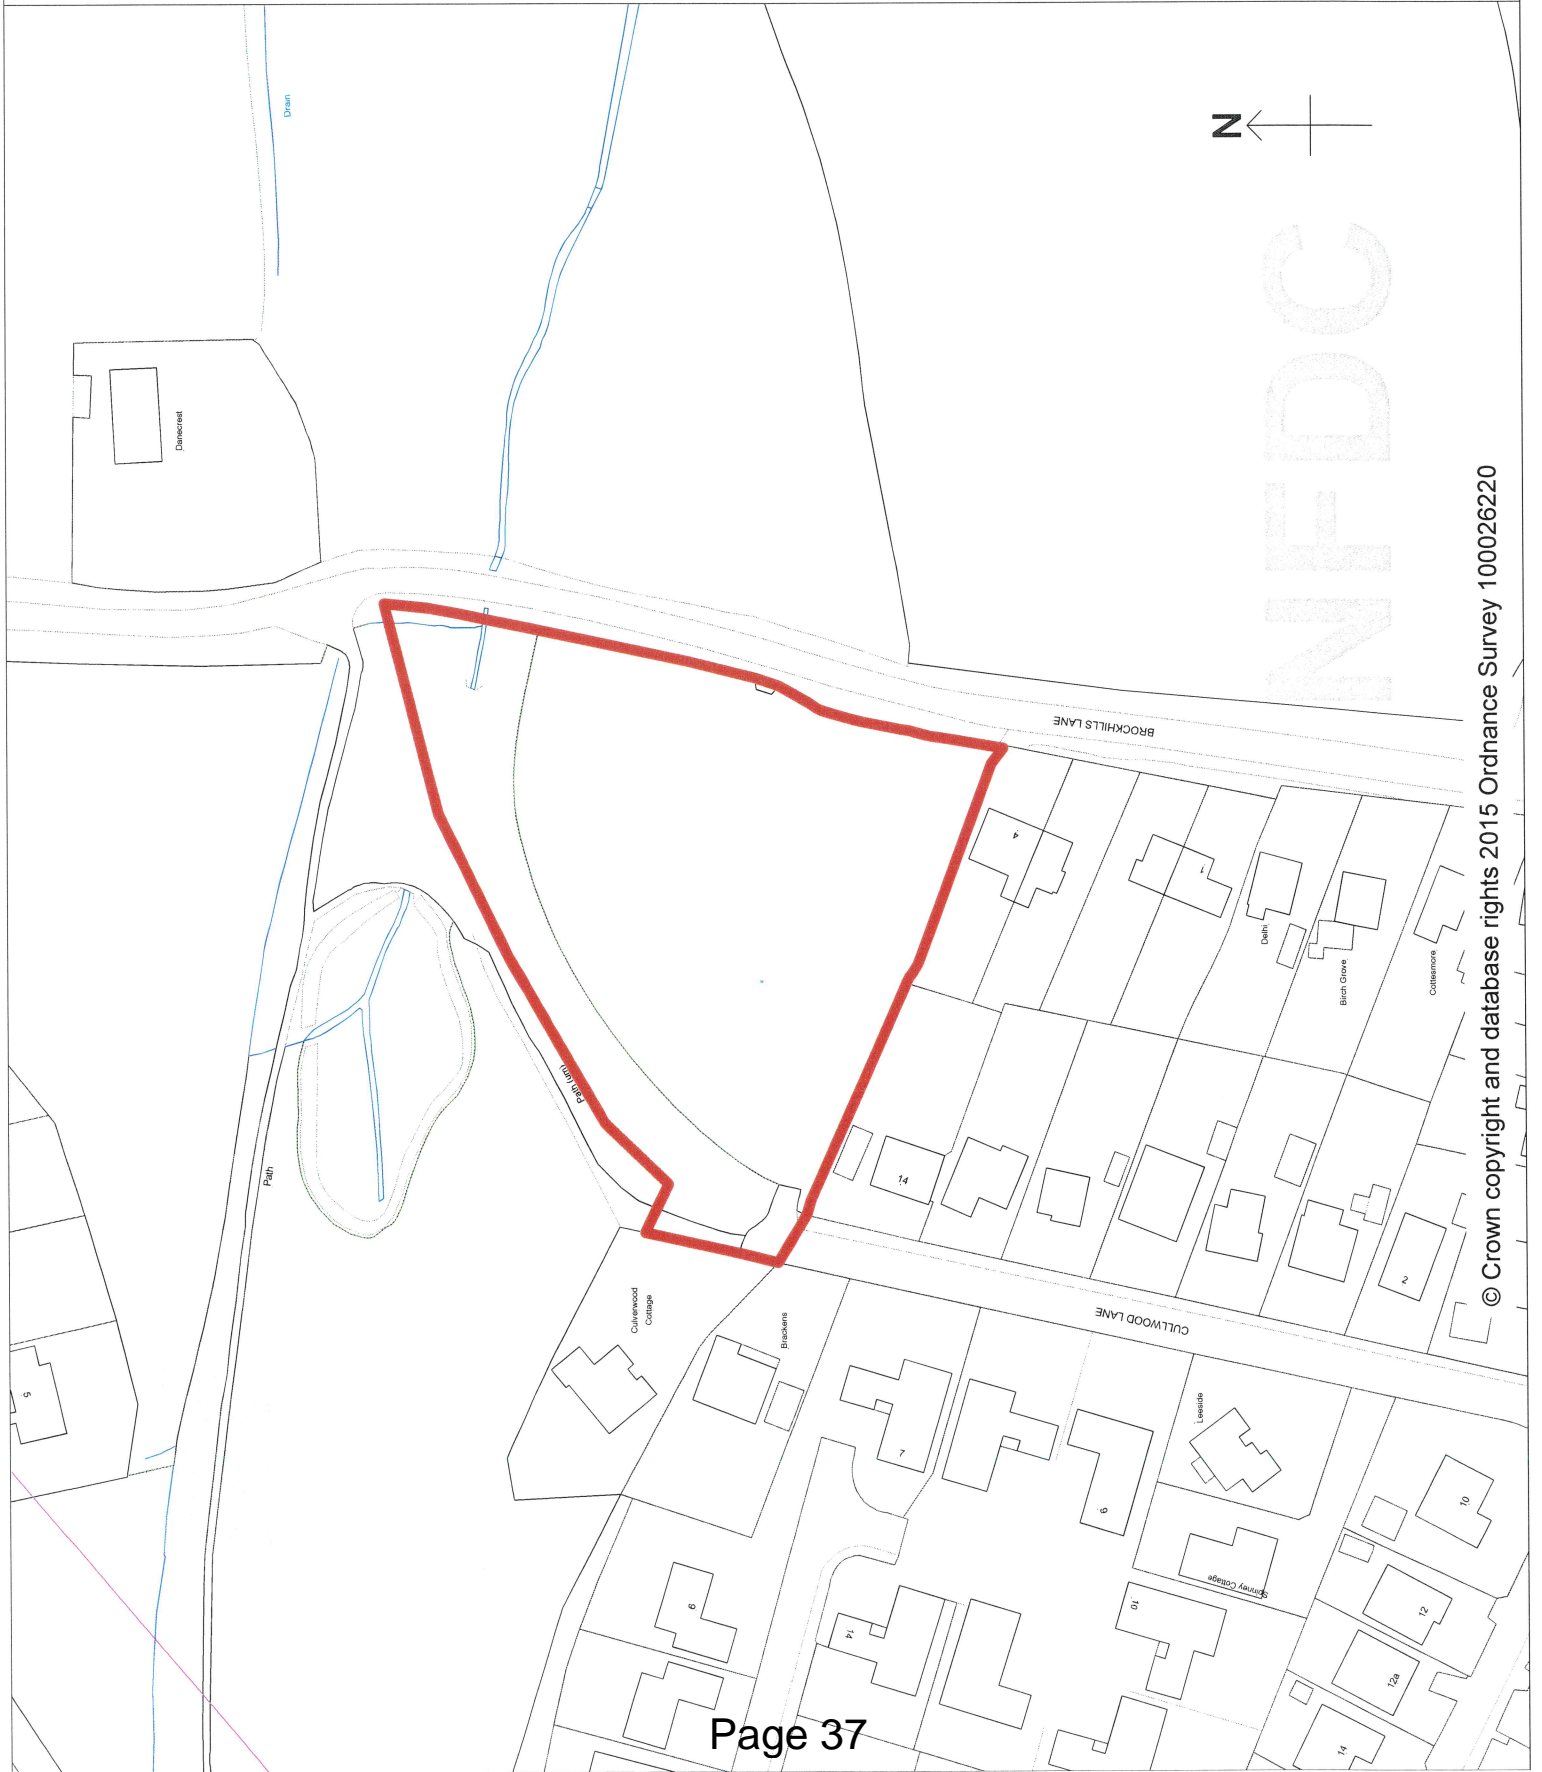 Drain
N
Danecrest
NFDC
BROCKHILLS LANE
4
1
Delhi
Birch Grove
Cottesmore
Path (um)
Path
14
2
Culverwood
Cottage
Brackens
CULLWOOD LANE
5
7
9
Leeside
10
Spinney Cottage
9
14
10
12
12a
14
© Crown copyright and database rights 2015 Ordnance Survey 100026220
Page 37